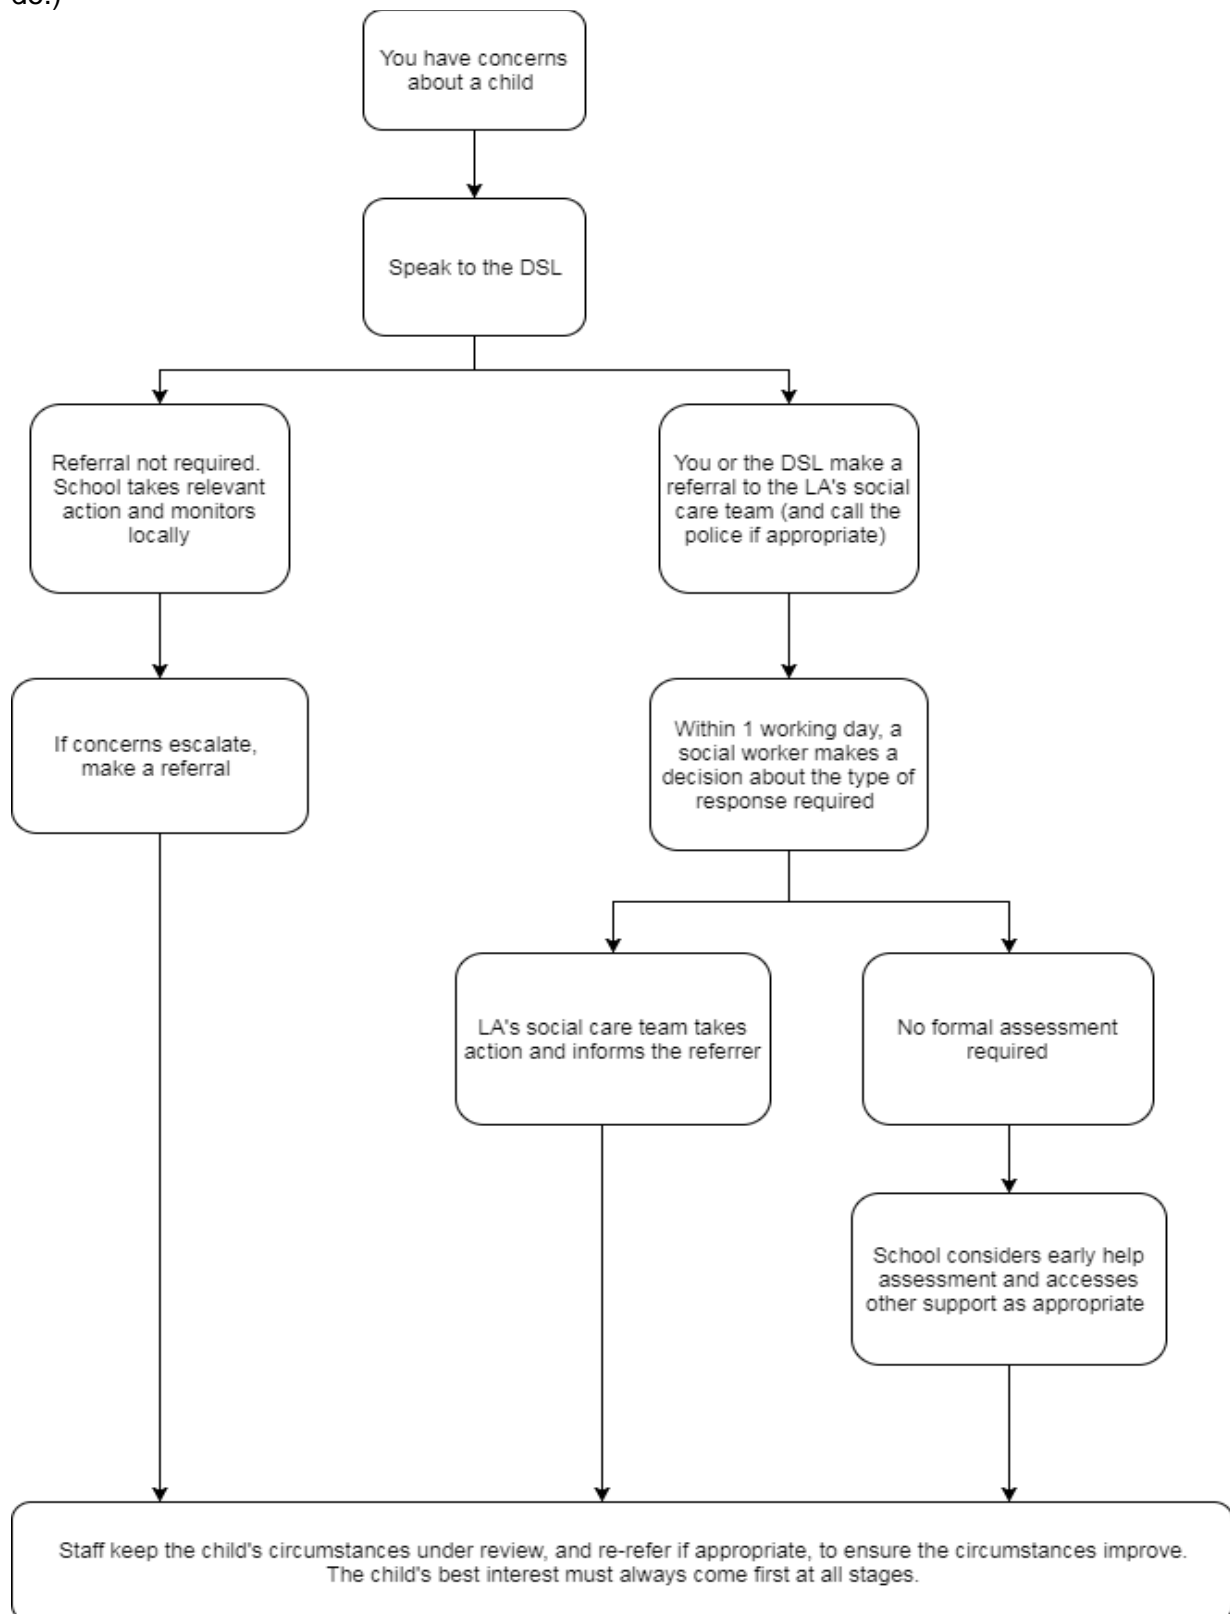 do.)
You have concerns
about a child
Speak to the DSL
Referral not required.
School takes relevant
action and monitors
locally
You or the DSL make a
referral to the LA's social
care team (and call the
police if appropriate)
If concerns escalate,
make a referral
Within 1 working day, a
social worker makes a
decision about the type of
response required
LA's social care team takes
action and informs the referrer
No formal assessment
required
School considers early help
assessment and accesses
other support as appropriate
Staff keep the child's circumstances under review, and re-refer if appropriate, to ensure the circumstances improve.
The child's best interest must always come first at all stages.